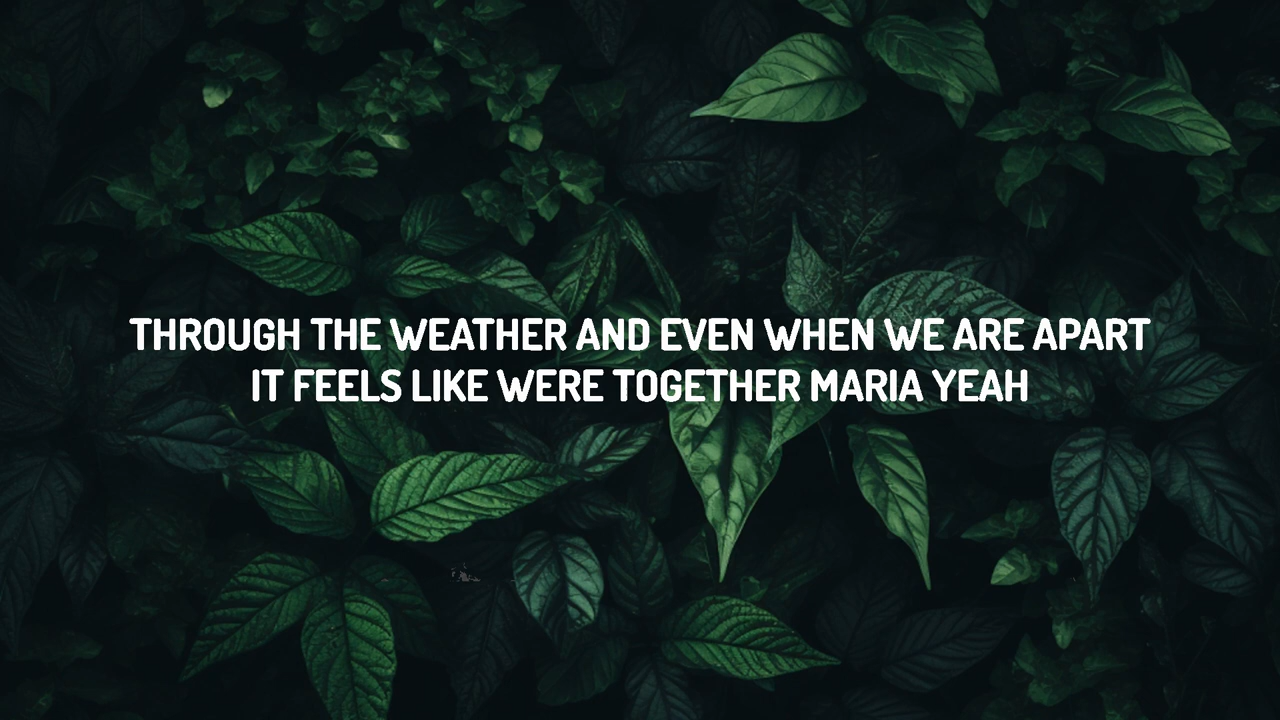 THROUGH THE WEATHER AND EVEN WHEN WE ARE APART
IT FEELS LIKE WERE TOGETHER MARIA YEAH